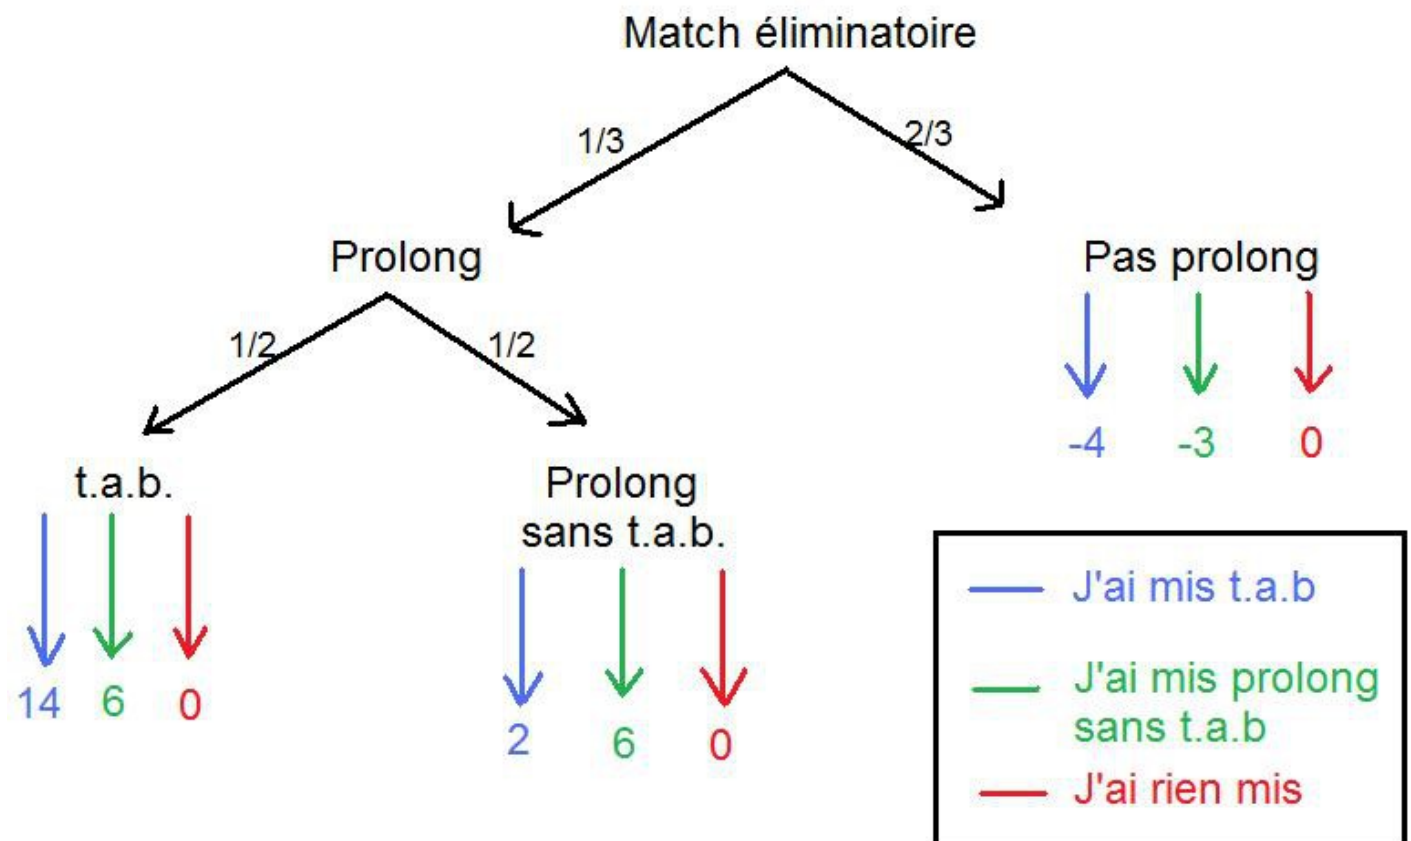 Match éliminatoire
1/3
2/3
Prolong
Pas prolong
1/2
1/2
-4
-3
0
t.a.b.
Prolong
sans t.a.b.
14
6
0
2
6
0
J'ai mis t.a.b
J'ai mis prolong
sans t.a.b
J'ai rien mis